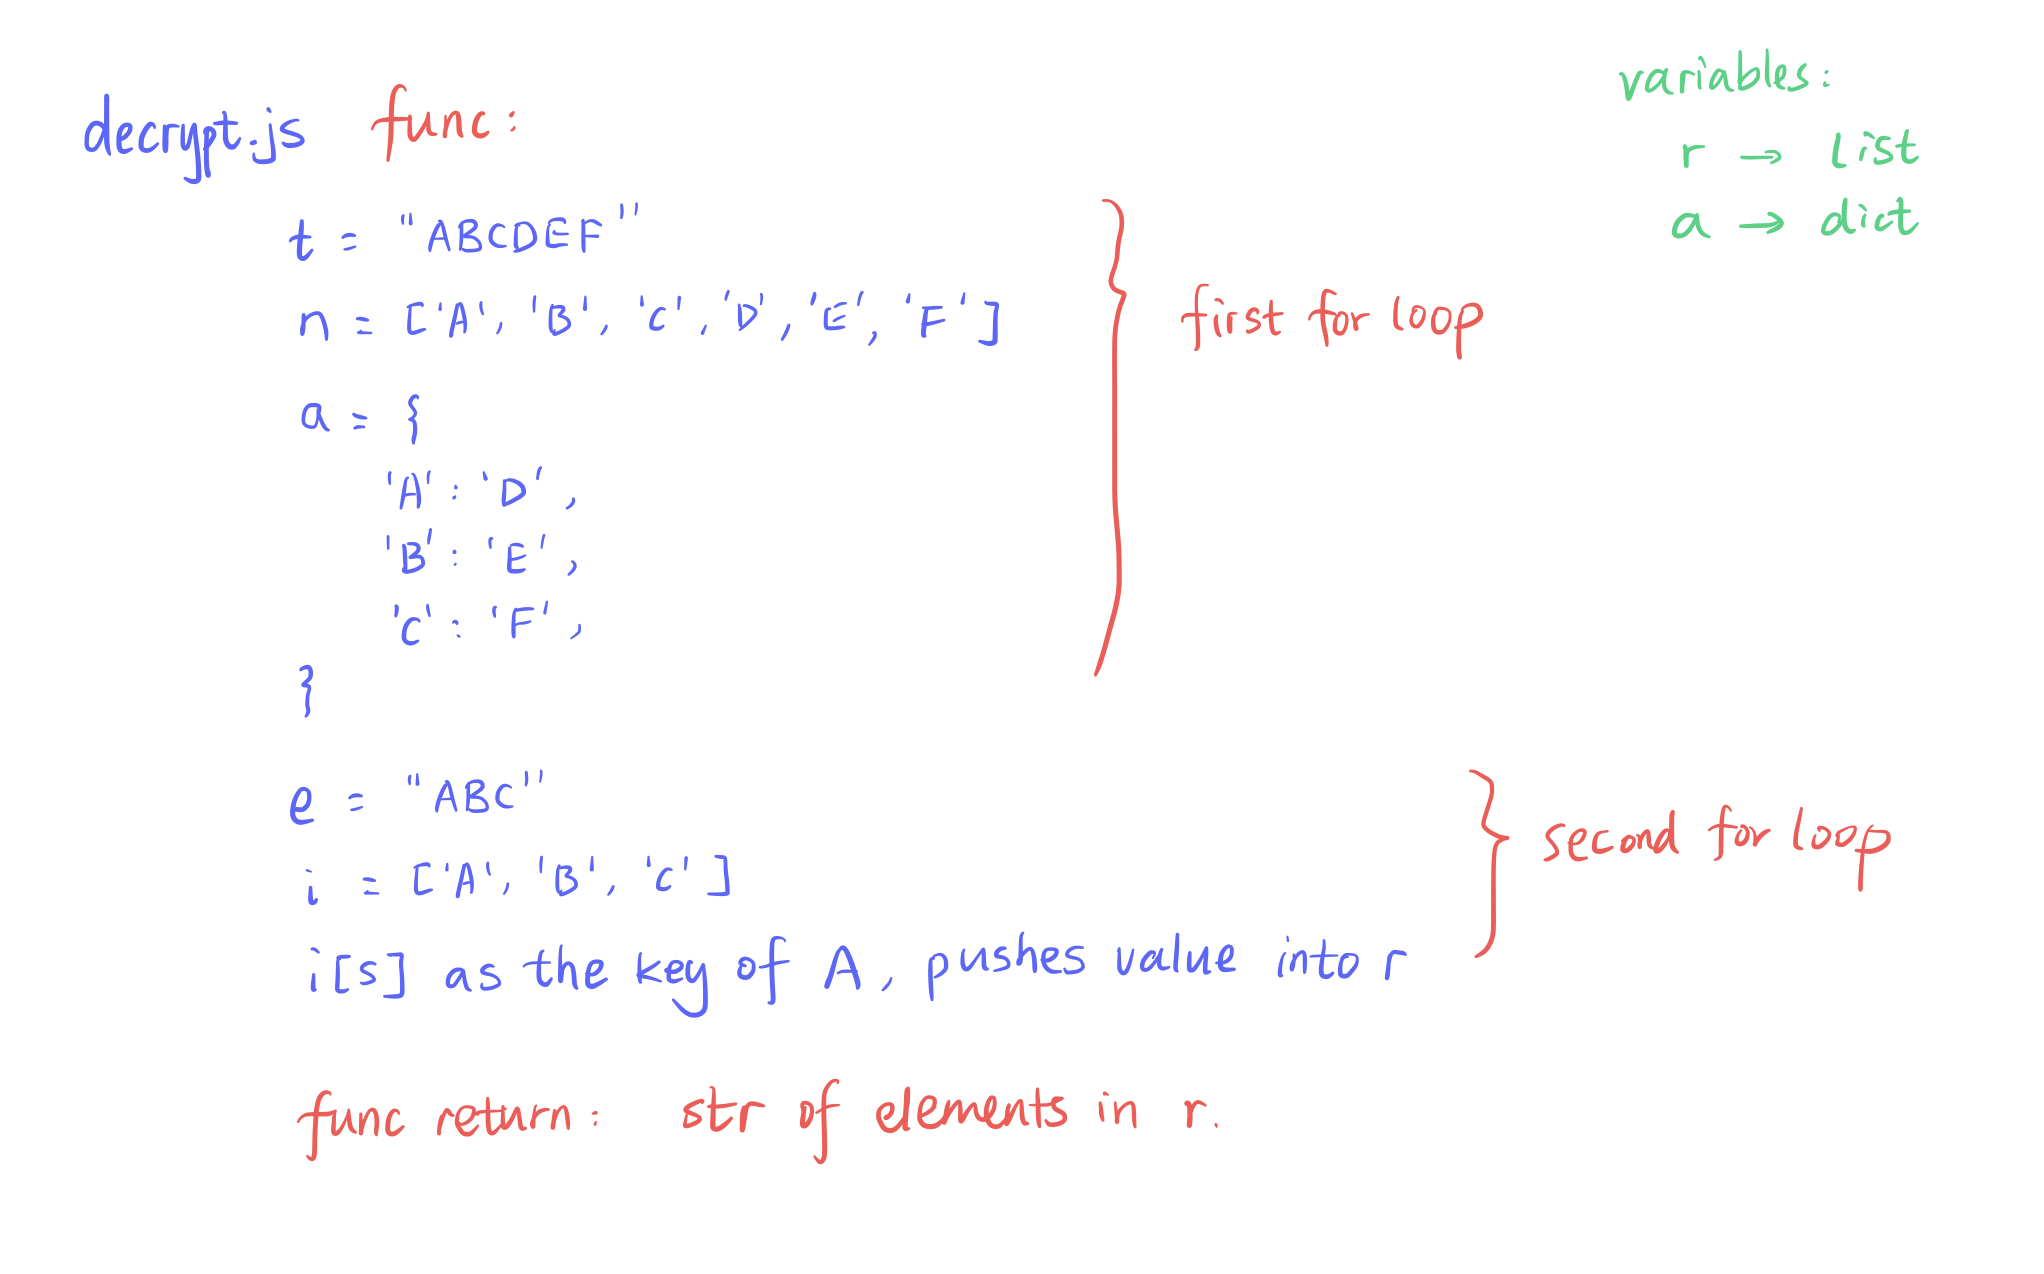 decrypt.js func:
variables:
r → list
a → dict
t = "ABCDEF"
n = ['A', 'B', 'C', 'D', 'E', 'F']
first for loop
a = {
'A': 'D',
'B': 'E',
'C': 'F',
}
e = "ABC"
i = ['A', 'B', 'C']
second for loop
i[s] as the key of A, pushes value into r
func return: str of elements in r.